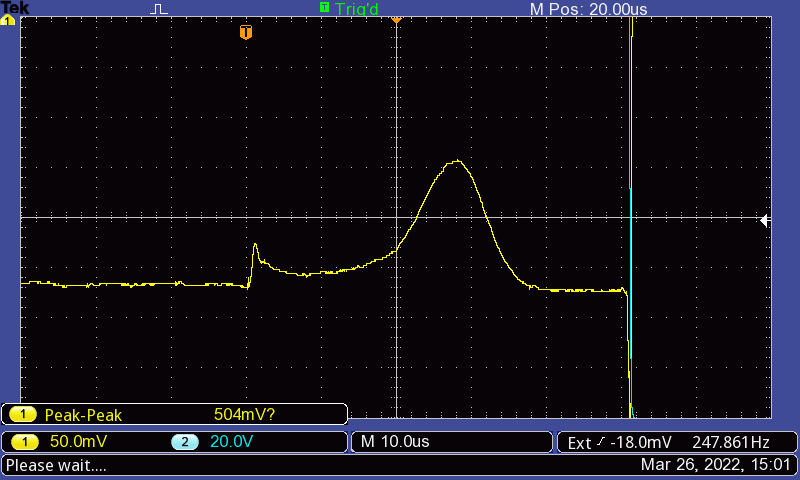 Tek T Trig'd M Pos: 20.00us
1
T
1 Peak-Peak 504mV?
1 50.0mV 2 20.0V M 10.0us Ext -18.0mV 247.861Hz
Please wait.... Mar 26, 2022, 15:01